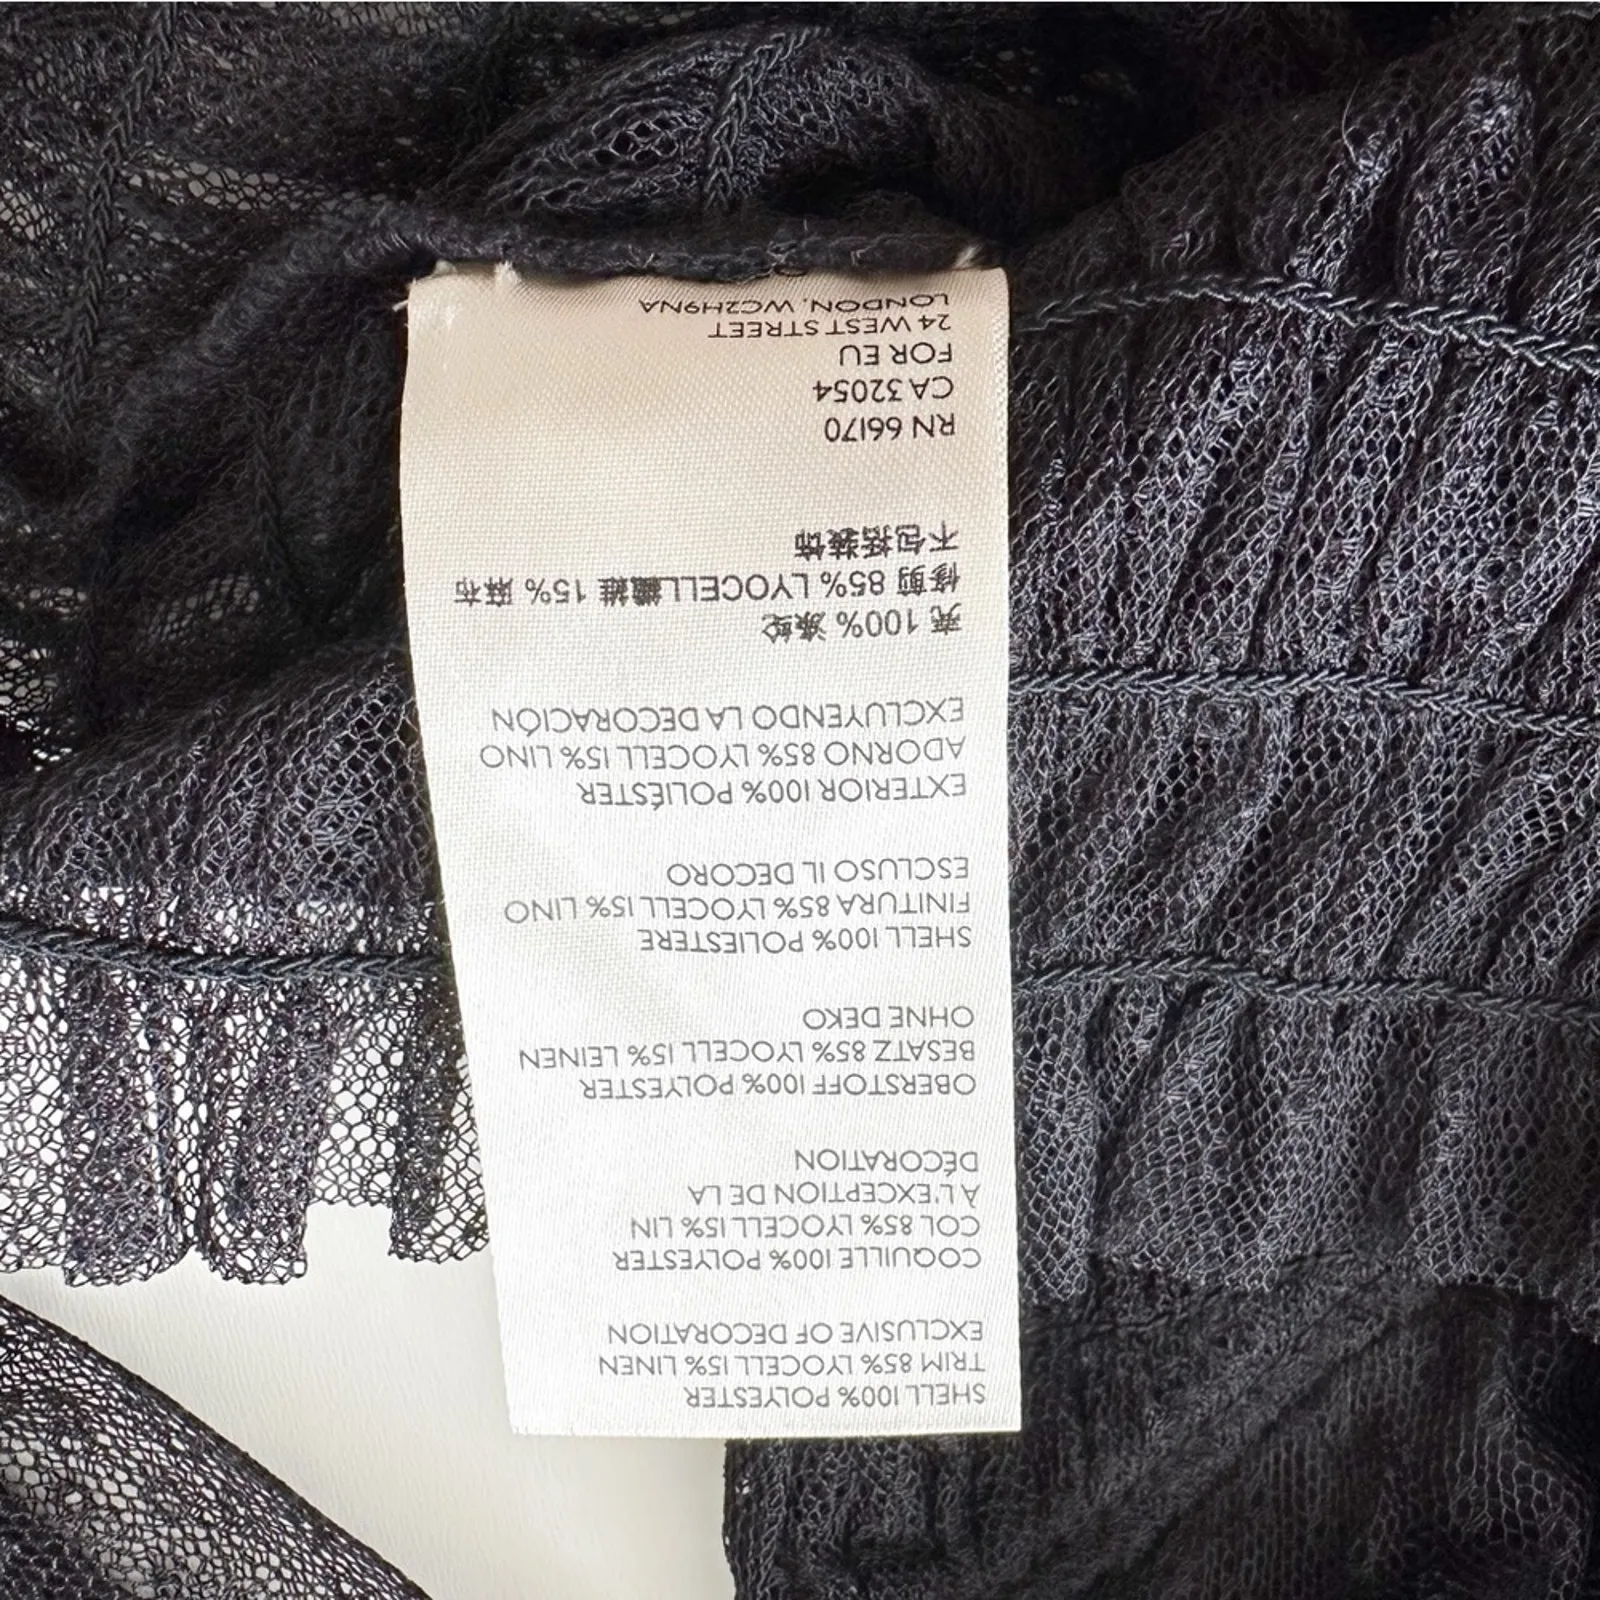 SHELL 100% POLYESTER
TRIM 85% LYOCELL 15% LINEN
EXCLUSIVE OF DECORATION
COQUILLE 100% POLYESTER
COL 85% LYOCELL 15% LIN
À L'EXCEPTION DE LA
DÉCORATION
OBERSTOFF 100% POLYESTER
BESATZ 85% LYOCELL 15% LEINEN
OHNE DEKO
SHELL 100% POLIESTERE
FINITURA 85% LYOCELL 15% LINO
ESCLUSO IL DECORO
EXTERIOR 100% POLIÉSTER
ADORNO 85% LYOCELL 15% LINO
EXCLUYENDO LA DECORACIÓN
100%
修剪 85% LYOCELL纖維 15% 麻布
不包括裝饰
RN 66170
CA 32054
FOR EU
24 WEST STREET
LONDON, WC2H9NA